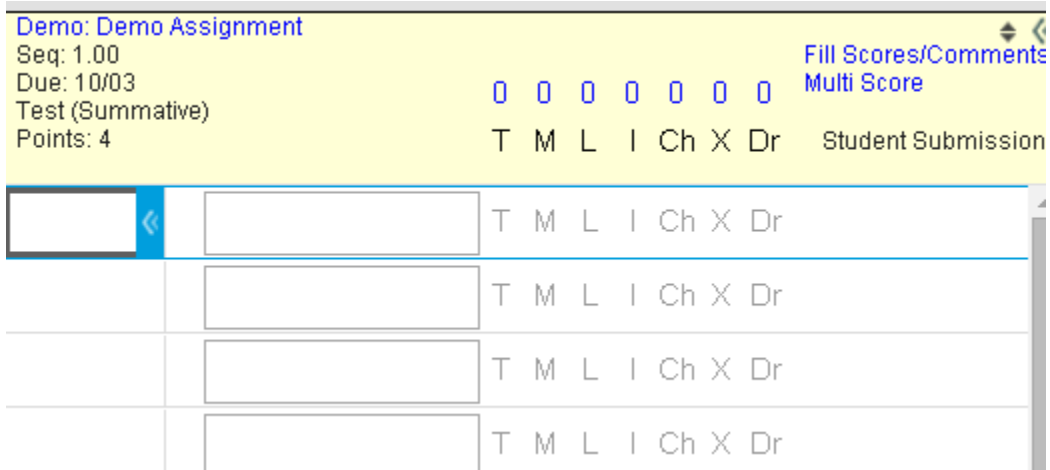 Demo: Demo Assignment
Seq: 1.00
Due: 10/03
Test (Summative)
Points: 4
0 0 0 0 0 0 0
T M L I Ch X Dr
Fill Scores/Comments
Multi Score
Student Submission
T M L I Ch X Dr
T M L I Ch X Dr
T M L I Ch X Dr
T M L I Ch X Dr